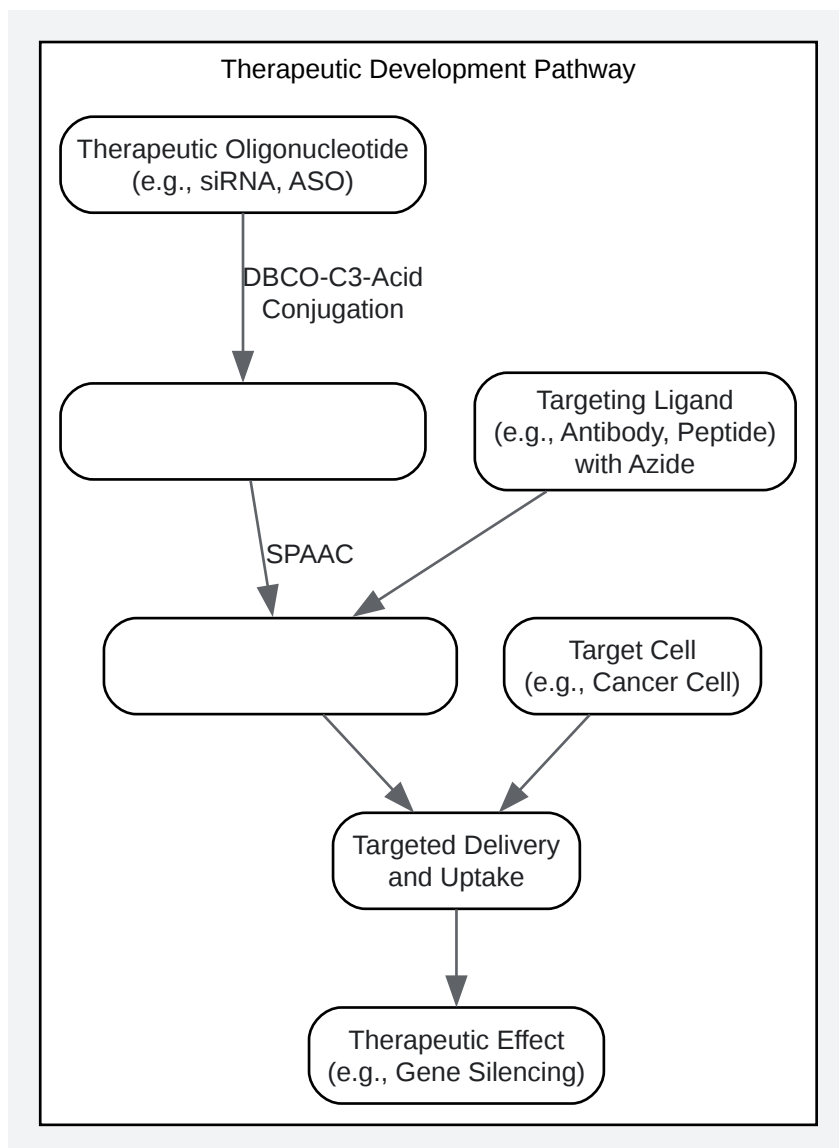 Therapeutic Development Pathway
Therapeutic Oligonucleotide
(e.g., siRNA, ASO)
DBCO-C3-Acid
Conjugation
Targeting Ligand
(e.g., Antibody, Peptide)
with Azide
SPAAC
Target Cell
(e.g., Cancer Cell)
Targeted Delivery
and Uptake
Therapeutic Effect
(e.g., Gene Silencing)